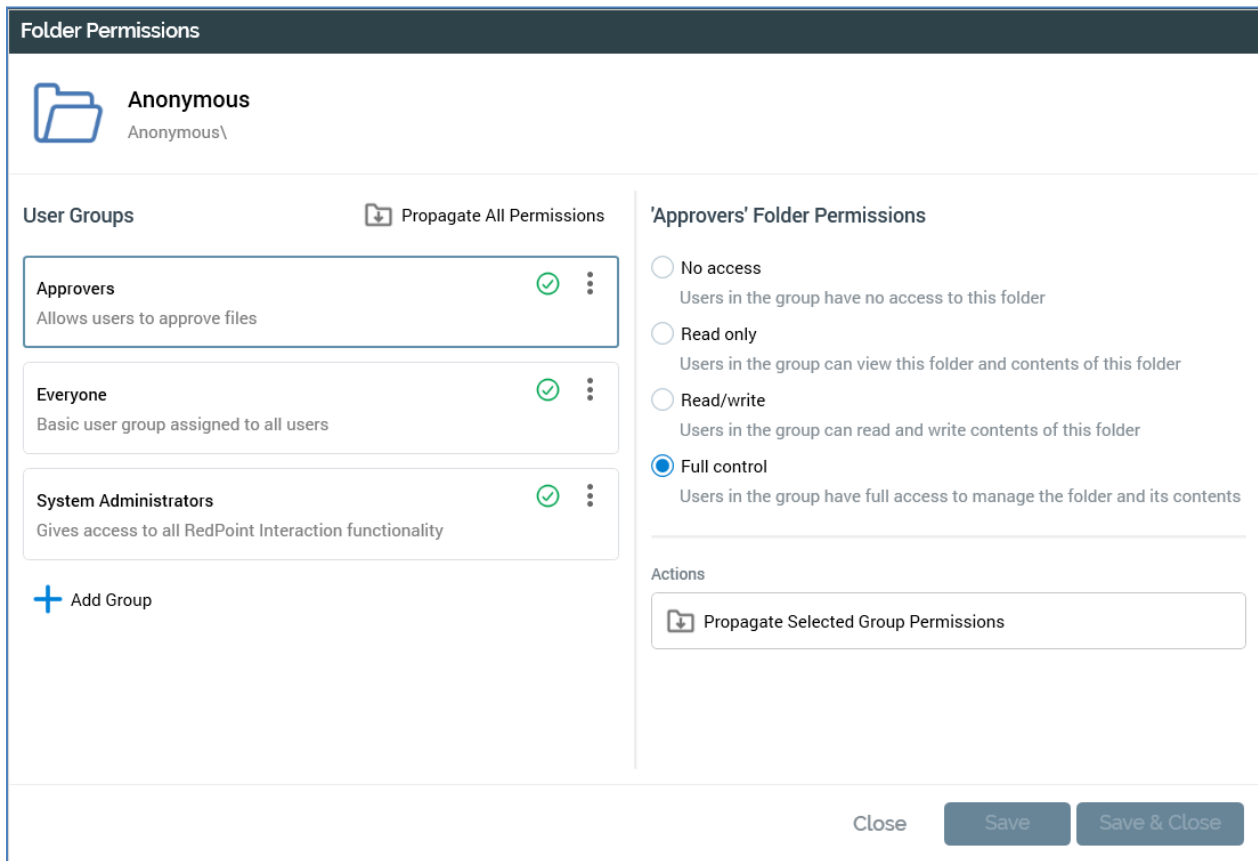 Folder Permissions
Anonymous
Anonymous\
User Groups
Propagate All Permissions
Approvers
Allows users to approve files
Everyone
Basic user group assigned to all users
System Administrators
Gives access to all RedPoint Interaction functionality
Add Group
'Approvers' Folder Permissions
No access
Users in the group have no access to this folder
Read only
Users in the group can view this folder and contents of this folder
Read/write
Users in the group can read and write contents of this folder
Full control
Users in the group have full access to manage the folder and its contents
Actions
Propagate Selected Group Permissions
Close
Save
Save & Close